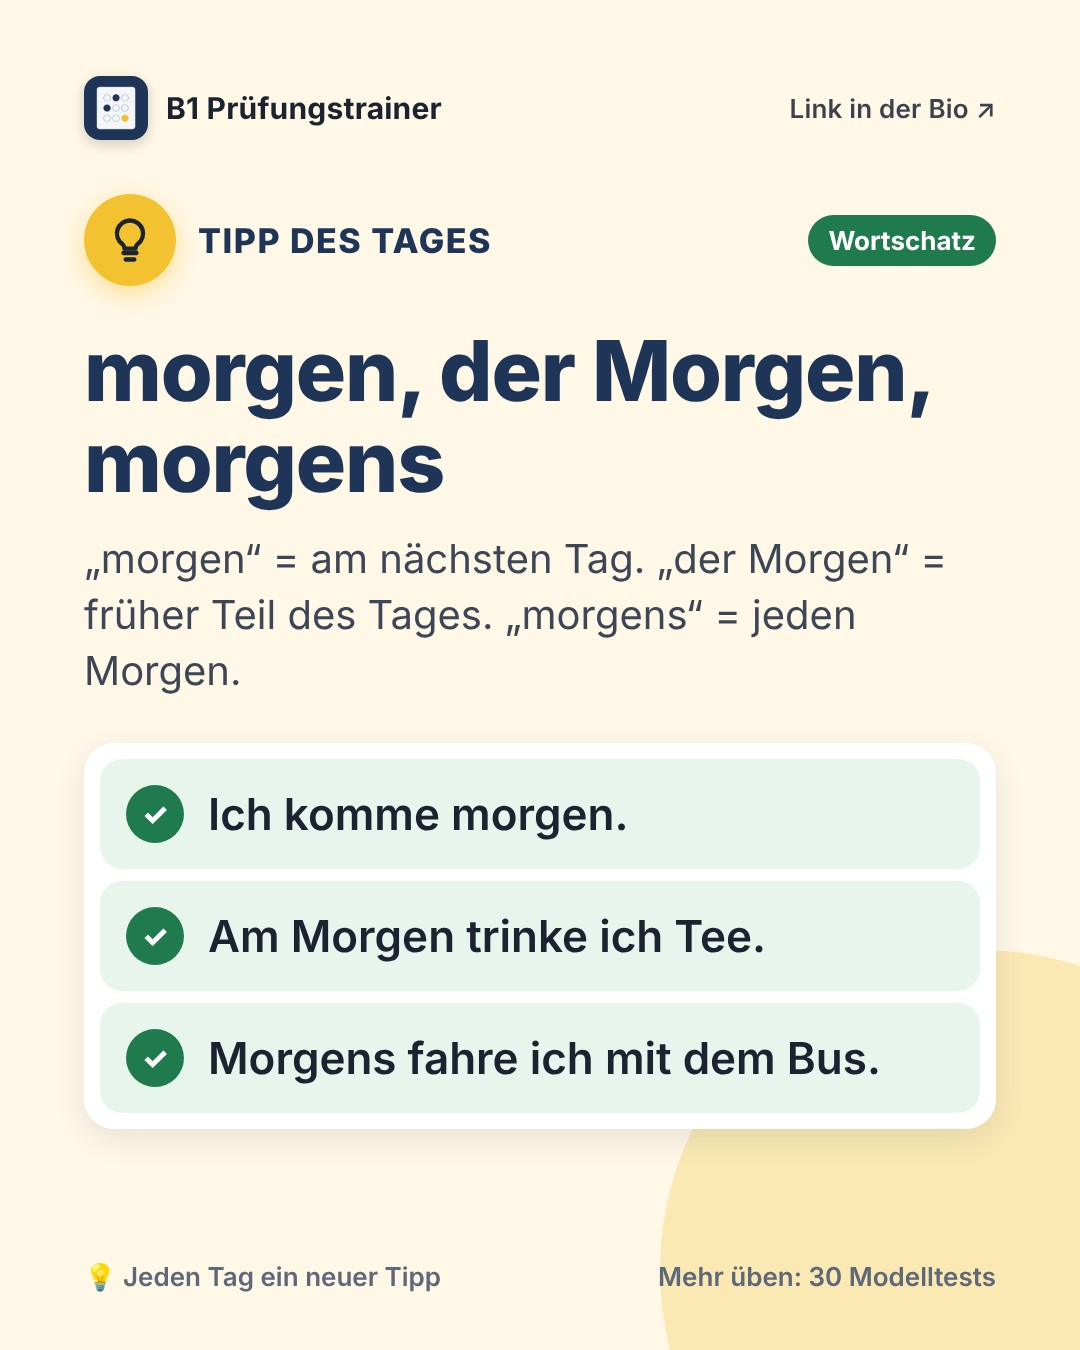 B1 Prüfungstrainer
Link in der Bio ↗
TIPP DES TAGES
Wortschatz
morgen, der Morgen,
morgens
„morgen“ = am nächsten Tag. „der Morgen“ =
früher Teil des Tages. „morgens“ = jeden
Morgen.
Ich komme morgen.
Am Morgen trinke ich Tee.
Morgens fahre ich mit dem Bus.
💡 Jeden Tag ein neuer Tipp
Mehr üben: 30 Modelltests